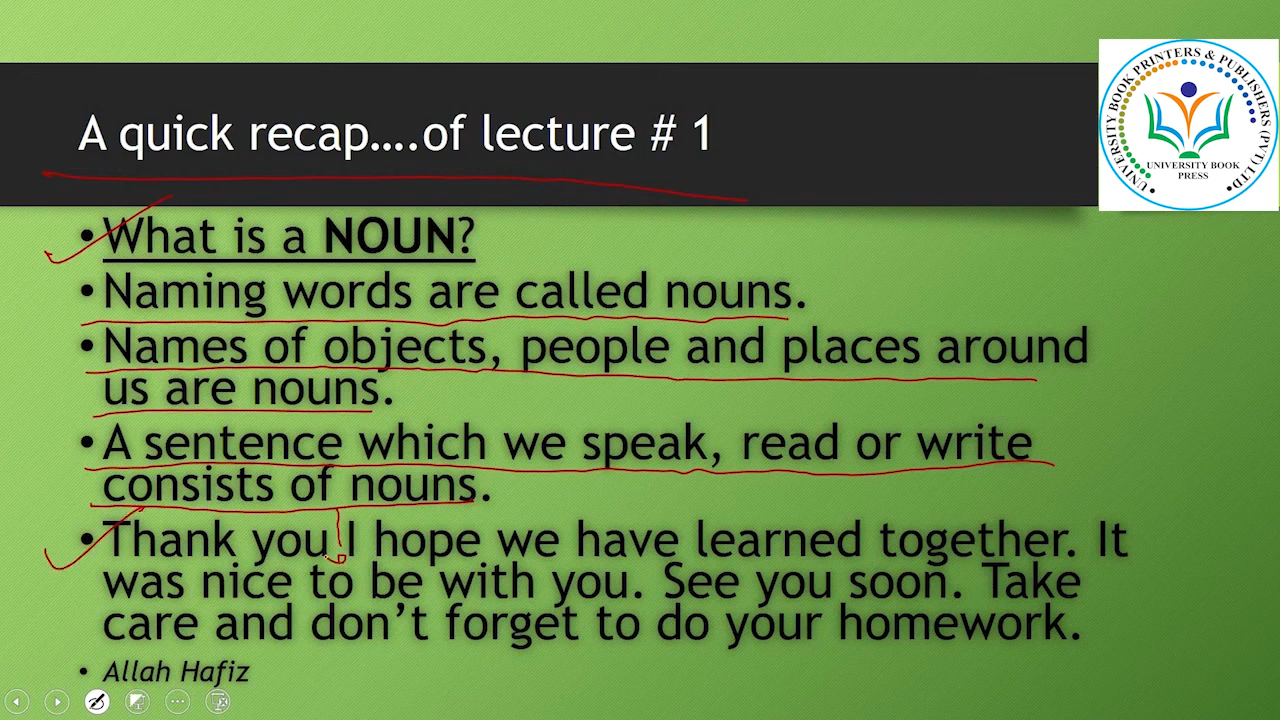 A quick recap....of lecture # 1
UNIVERSITY BOOK PRINTERS & PUBLISHERS (PVT) LTD
UNIVERSITY BOOK
PRESS
•What is a NOUN?
•Naming words are called nouns.
•Names of objects, people and places around
us are nouns.
•A sentence which we speak, read or write
consists of nouns.
•Thank you I hope we have learned together. It
was nice to be with you. See you soon. Take
care and don’t forget to do your homework.
• Allah Hafiz